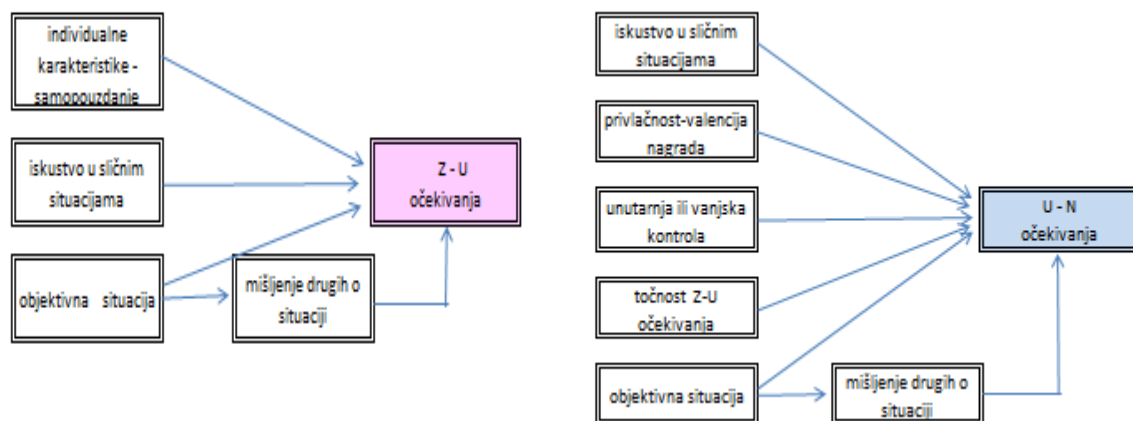 individualne
karakteristike -
samopouzdanje
iskustvo u sličnim
situacijama
objektivna situacija
mišljenje drugih o
situaciji
Z - U
očekivanja
iskustvo u sličnim
situacijama
privlačnost-valencija
nagrada
unutarnja ili vanjska
kontrola
točnost Z-U
očekivanja
objektivna situacija
mišljenje drugih o
situaciji
U - N
očekivanja